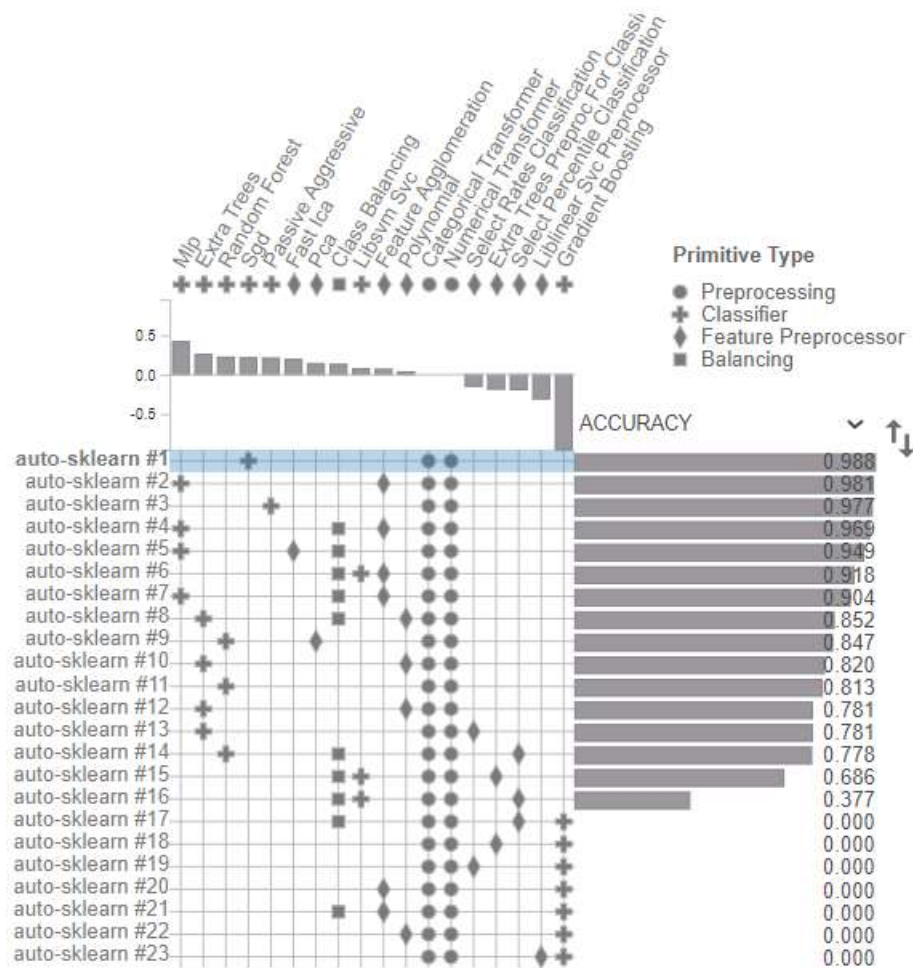 Mlp
Extra Trees
Random Forest
Sgd
Passive Aggressive
Fast Ica
Pca
Class Balancing
Libsvm Svc
Feature Agglomeration
Polynomial
Categorical Transformer
Numerical Transformer
Select Rates Classification
Extra Trees Preproc For Classifi
Select Percentile Classification
Liblinear Svc Preprocessor
Gradient Boosting
Primitive Type
Preprocessing
Classifier
Feature Preprocessor
Balancing
0.5
0.0
-0.5
ACCURACY
auto-sklearn #1 0.988
auto-sklearn #2 0.981
auto-sklearn #3 0.977
auto-sklearn #4 0.969
auto-sklearn #5 0.949
auto-sklearn #6 0.918
auto-sklearn #7 0.904
auto-sklearn #8 0.852
auto-sklearn #9 0.847
auto-sklearn #10 0.820
auto-sklearn #11 0.813
auto-sklearn #12 0.781
auto-sklearn #13 0.781
auto-sklearn #14 0.778
auto-sklearn #15 0.686
auto-sklearn #16 0.377
auto-sklearn #17 0.000
auto-sklearn #18 0.000
auto-sklearn #19 0.000
auto-sklearn #20 0.000
auto-sklearn #21 0.000
auto-sklearn #22 0.000
auto-sklearn #23 0.000